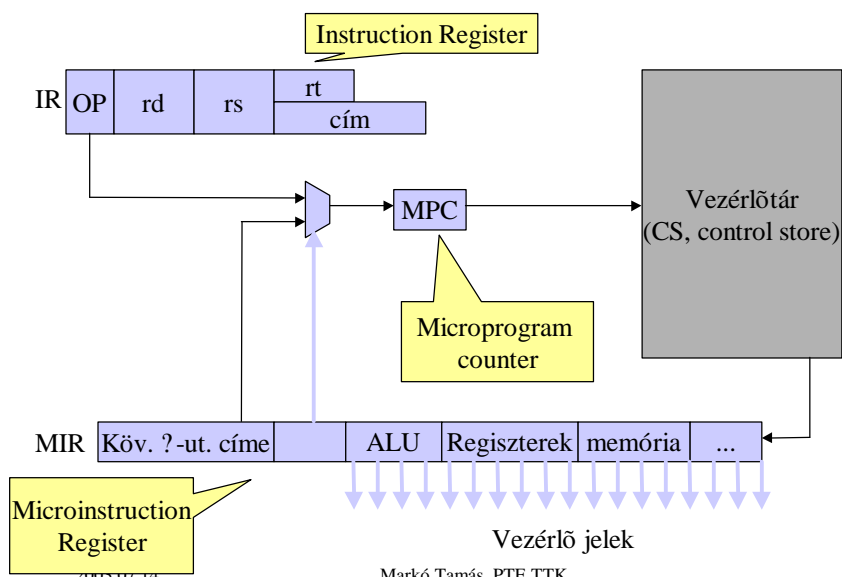 Instruction Register
IR OP rd rs rt
cím
MPC
Vezérlõtár
(CS, control store)
Microprogram
counter
MIR Köv. ?-ut. címe ALU Regiszterek memória ...
Microinstruction
Register
Vezérlõ jelek
Markó Tamás, PTE TTK